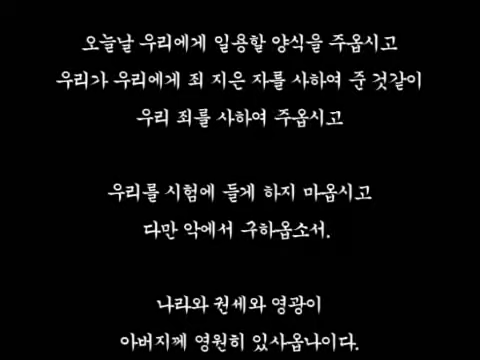 오늘날 우리에게 일용할 양식을 주옵시고
우리가 우리에게 죄 지은 자를 사하여 준 것같이
우리 죄를 사하여 주옵시고
우리를 시험에 들게 하지 마옵시고
다만 악에서 구하옵소서.
나라와 권세와 영광이
아버지께 영원히 있사옵나이다.